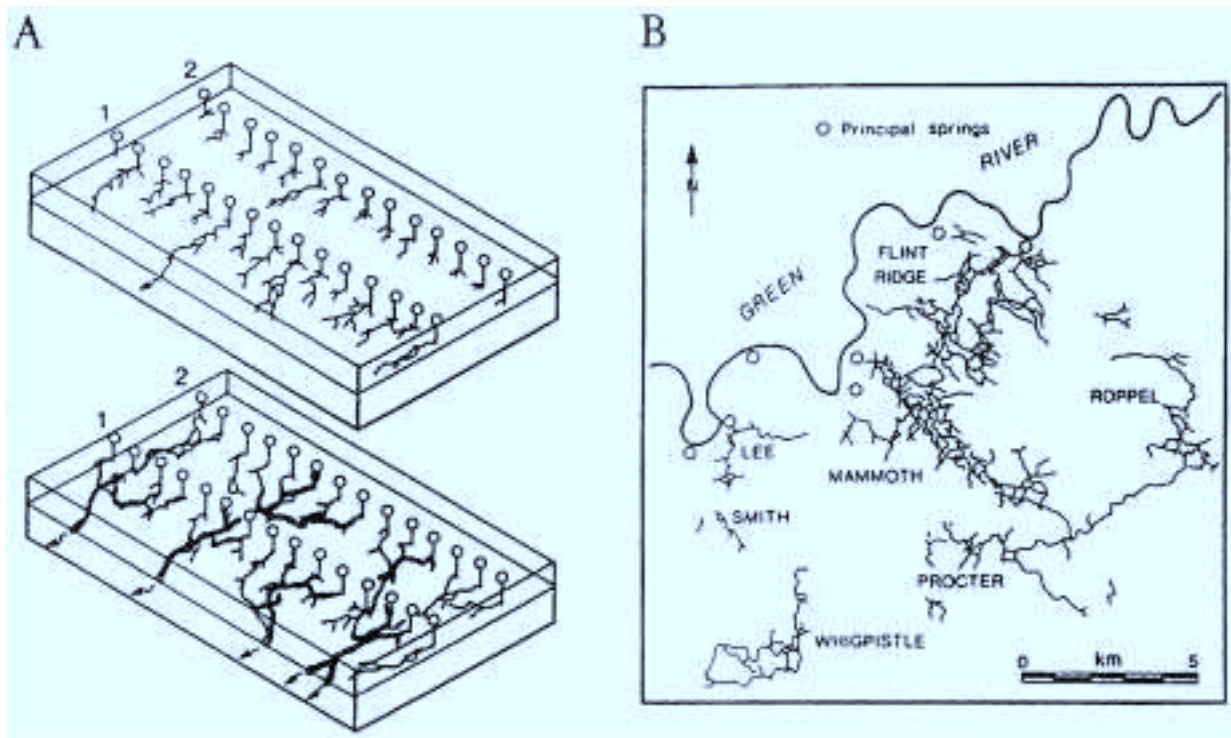 A
2
1
2
1
B
Principal springs
N
RIVER
GREEN
FLINT
RIDGE
ROPPEL
LEE
MAMMOTH
SMITH
PROCTER
WHIGPISTLE
0 km 5